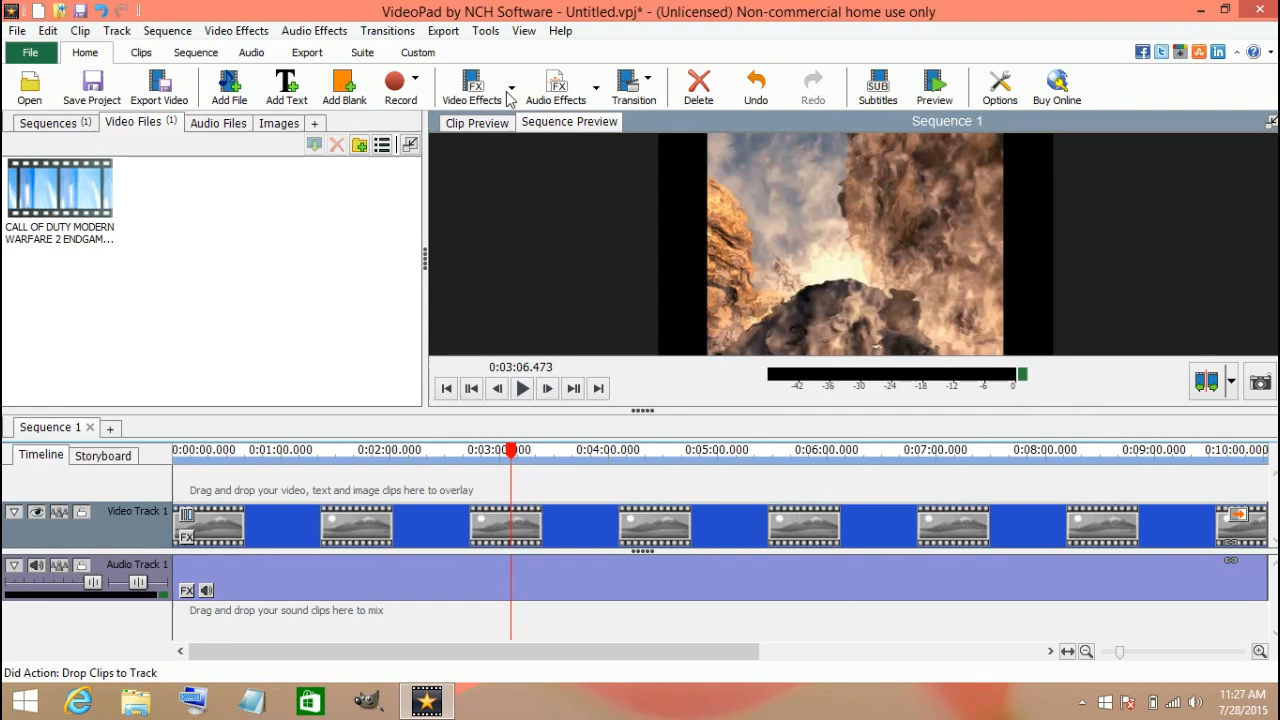 VideoPad by NCH Software - Untitled.vpj* - (Unlicensed) Non-commercial home use only
File Edit Clip Track Sequence Video Effects Audio Effects Transitions Export Tools View Help
File Home Clips Sequence Audio Export Suite Custom
Open Save Project Export Video Add File Add Text Add Blank Record Video Effects Audio Effects Transition Delete Undo Redo Subtitles Preview Options Buy Online
Sequences (1) Video Files (1) Audio Files Images +
Clip Preview Sequence Preview Sequence 1
CALL OF DUTY MODERN
WARFARE 2 ENDGAM...
0:03:06.473
-42 -36 -30 -24 -18 -12 -6 0
Sequence 1
Timeline Storyboard
0:00:00.000 0:01:00.000 0:02:00.000 0:03:00.000 0:04:00.000 0:05:00.000 0:06:00.000 0:07:00.000 0:08:00.000 0:09:00.000 0:10:00.000
Drag and drop your video, text and image clips here to overlay
Video Track 1
FX
Audio Track 1
FX
Drag and drop your sound clips here to mix
Did Action: Drop Clips to Track
11:27 AM
7/28/2015